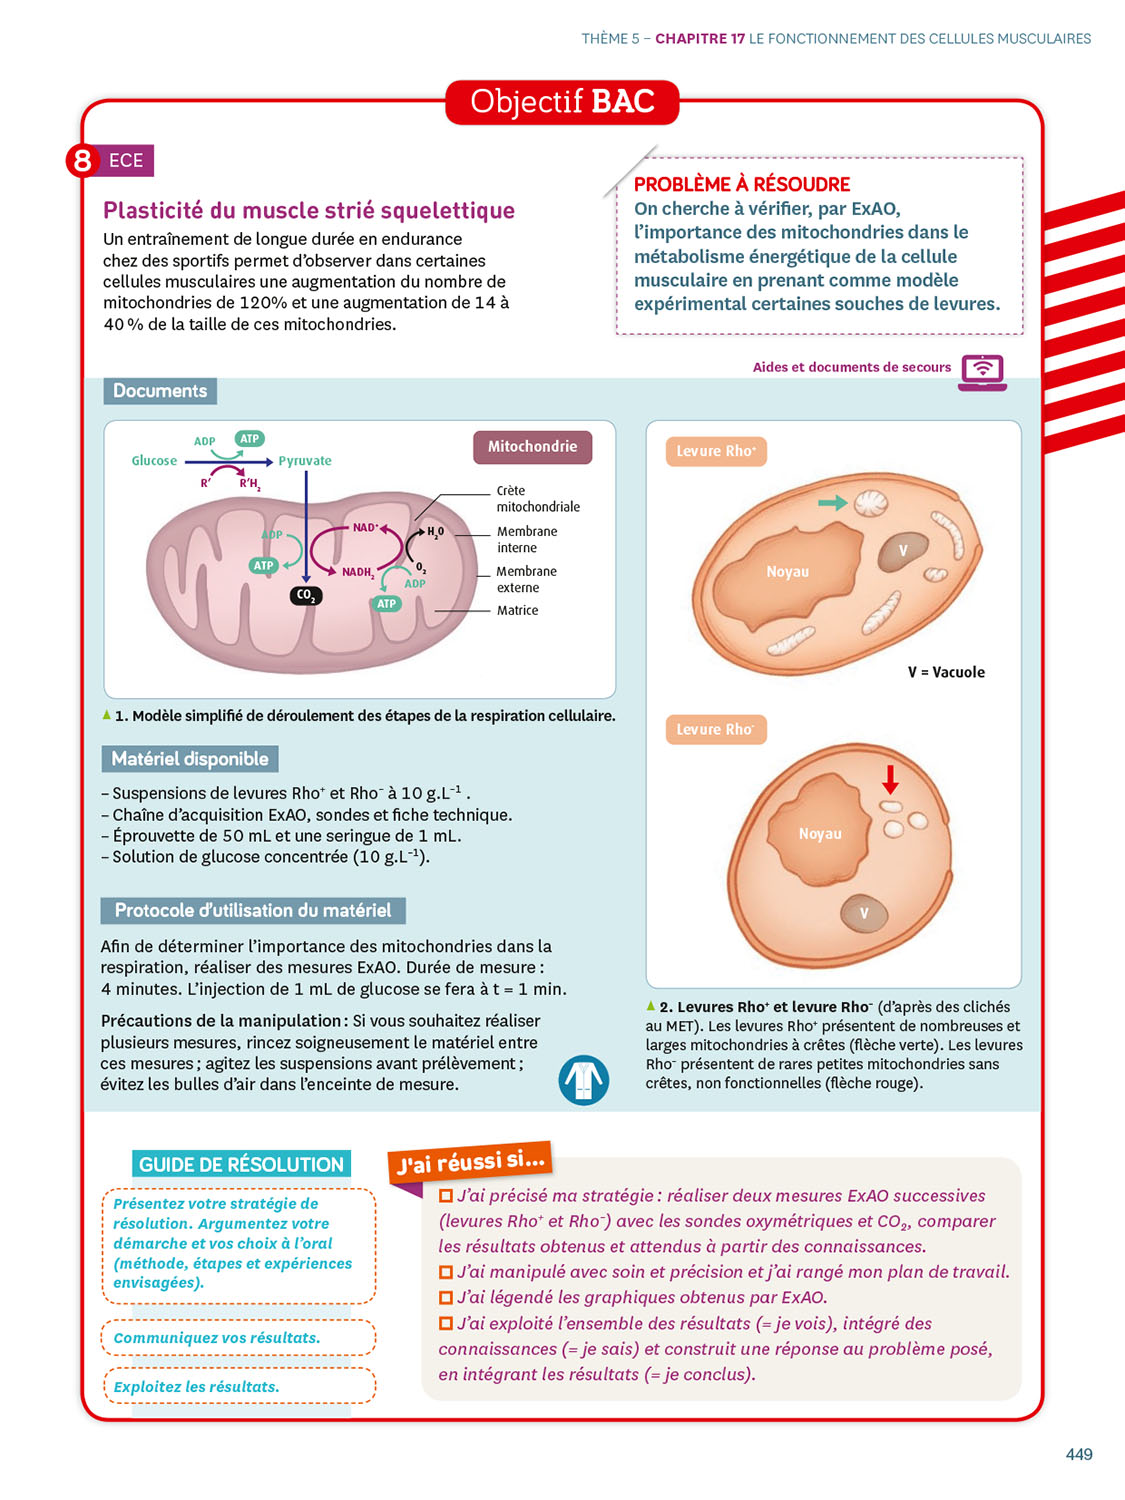 THÈME 5 – CHAPITRE 17 LE FONCTIONNEMENT DES CELLULES MUSCULAIRES
Objectif BAC
8 ECE
Plasticité du muscle strié squelettique
Un entraînement de longue durée en endurance
chez des sportifs permet d'observer dans certaines
cellules musculaires une augmentation du nombre de
mitochondries de 120% et une augmentation de 14 à
40 % de la taille de ces mitochondries.
PROBLÈME À RÉSOUDRE
On cherche à vérifier, par ExAO,
l'importance des mitochondries dans le
métabolisme énergétique de la cellule
musculaire en prenant comme modèle
expérimental certaines souches de levures.
Aides et documents de secours
Documents
Mitochondrie
ADP
ATP
Glucose
Pyruvate
R'
R'H₂
Crète
mitochondriale
Membrane
interne
Membrane
externe
Matrice
NAD⁺
H₂O
ADP
ATP
NADH₂
O₂
ADP
CO₂
ATP
▲ 1. Modèle simplifié de déroulement des étapes de la respiration cellulaire.
Matériel disponible
– Suspensions de levures Rho⁺ et Rho⁻ à 10 g.L⁻¹ .
– Chaîne d'acquisition ExAO, sondes et fiche technique.
– Éprouvette de 50 mL et une seringue de 1 mL.
– Solution de glucose concentrée (10 g.L⁻¹).
Protocole d'utilisation du matériel
Afin de déterminer l'importance des mitochondries dans la
respiration, réaliser des mesures ExAO. Durée de mesure :
4 minutes. L'injection de 1 mL de glucose se fera à t = 1 min.
Précautions de la manipulation : Si vous souhaitez réaliser
plusieurs mesures, rincez soigneusement le matériel entre
ces mesures ; agitez les suspensions avant prélèvement ;
évitez les bulles d'air dans l'enceinte de mesure.
Levure Rho⁺
Noyau
V
V = Vacuole
Levure Rho⁻
Noyau
V
▲ 2. Levures Rho⁺ et levure Rho⁻ (d'après des clichés
au MET). Les levures Rho⁺ présentent de nombreuses et
larges mitochondries à crêtes (flèche verte). Les levures
Rho⁻ présentent de rares petites mitochondries sans
crêtes, non fonctionnelles (flèche rouge).
GUIDE DE RÉSOLUTION
Présentez votre stratégie de
résolution. Argumentez votre
démarche et vos choix à l'oral
(méthode, étapes et expériences
envisagées).
Communiquez vos résultats.
Exploitez les résultats.
J'ai réussi si...
J'ai précisé ma stratégie : réaliser deux mesures ExAO successives
(levures Rho⁺ et Rho⁻) avec les sondes oxymétriques et CO₂, comparer
les résultats obtenus et attendus à partir des connaissances.
J'ai manipulé avec soin et précision et j'ai rangé mon plan de travail.
J'ai légendé les graphiques obtenus par ExAO.
J'ai exploité l'ensemble des résultats (= je vois), intégré des
connaissances (= je sais) et construit une réponse au problème posé,
en intégrant les résultats (= je conclus).
449